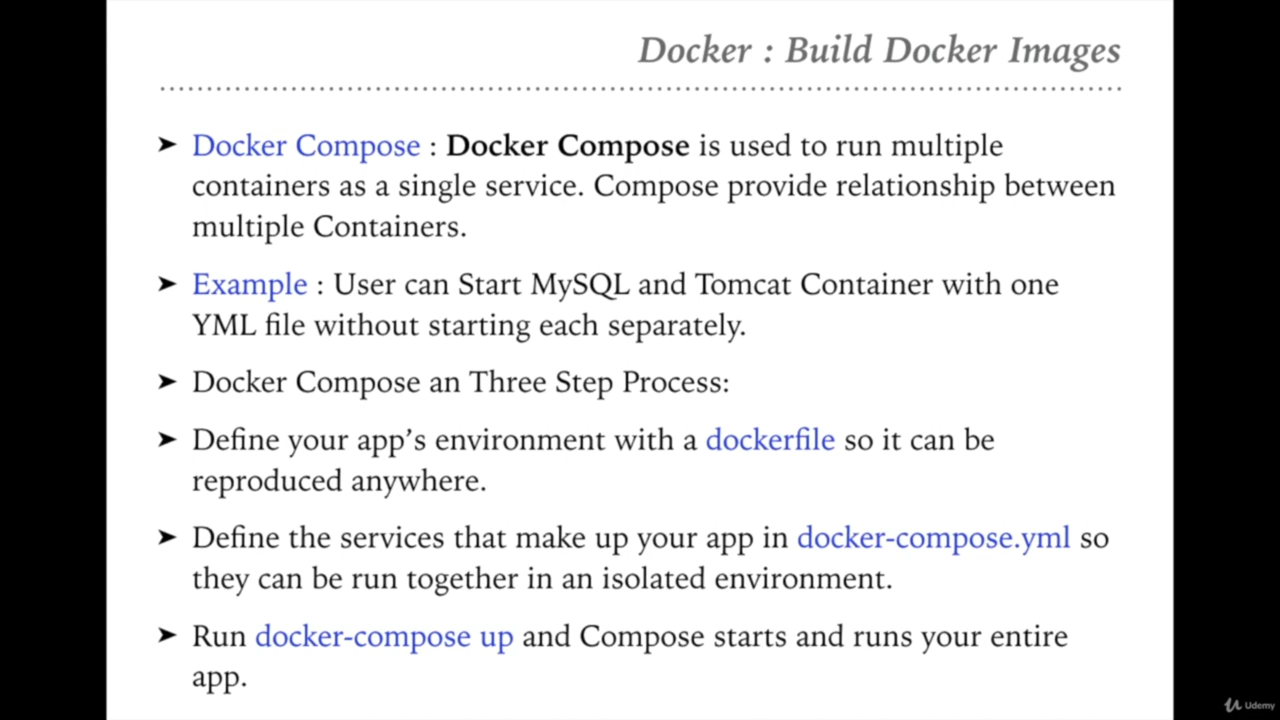 Docker : Build Docker Images
➤ Docker Compose : Docker Compose is used to run multiple
containers as a single service. Compose provide relationship between
multiple Containers.
➤ Example : User can Start MySQL and Tomcat Container with one
YML file without starting each separately.
➤ Docker Compose an Three Step Process:
➤ Define your app’s environment with a dockerfile so it can be
reproduced anywhere.
➤ Define the services that make up your app in docker-compose.yml so
they can be run together in an isolated environment.
➤ Run docker-compose up and Compose starts and runs your entire
app.
Udemy